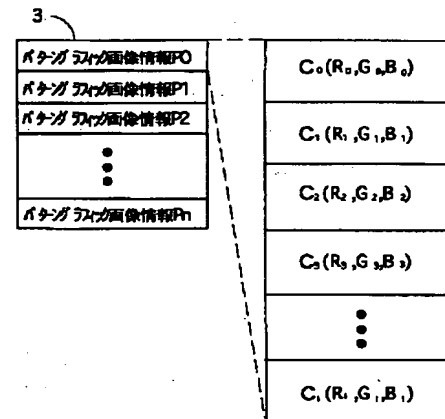 3
パターングラフィック画像情報P0
パターングラフィック画像情報P1
パターングラフィック画像情報P2
パターングラフィック画像情報Pn
C₀(R₀,G₀,B₀)
C₁(R₁,G₁,B₁)
C₂(R₂,G₂,B₂)
C₃(R₃,G₃,B₃)